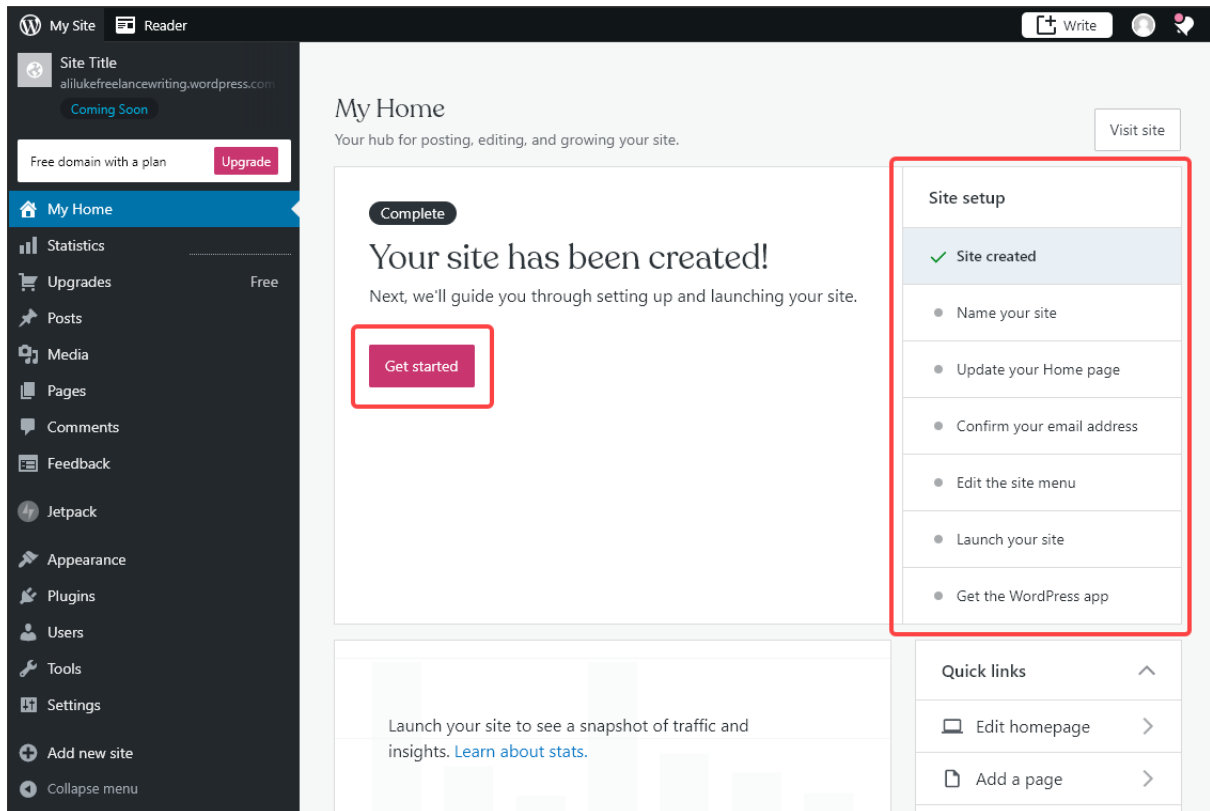 My Site
Reader
Write
Site Title
alilukefreelancewriting.wordpress.com
Coming Soon
Free domain with a plan
Upgrade
My Home
Statistics
Upgrades
Free
Posts
Media
Pages
Comments
Feedback
Jetpack
Appearance
Plugins
Users
Tools
Settings
Add new site
Collapse menu
My Home
Your hub for posting, editing, and growing your site.
Visit site
Complete
Your site has been created!
Next, we'll guide you through setting up and launching your site.
Get started
Site setup
Site created
Name your site
Update your Home page
Confirm your email address
Edit the site menu
Launch your site
Get the WordPress app
Launch your site to see a snapshot of traffic and
insights. Learn about stats.
Quick links
Edit homepage
Add a page